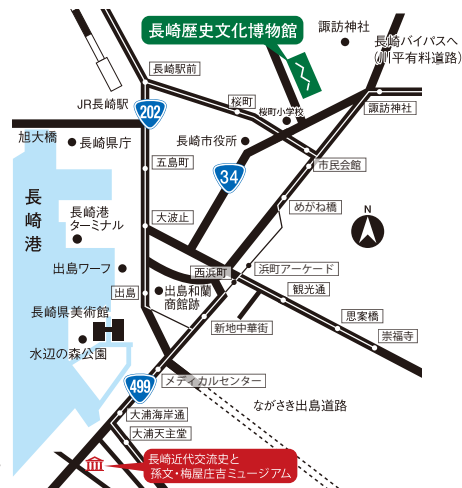 長崎歴史文化博物館
諏訪神社
長崎バイパスへ
(川平有料道路)
長崎駅前
JR長崎駅
202
桜町
桜町小学校
諏訪神社
旭大橋
長崎県庁
長崎市役所
五島町
34
市民会館
長崎港
長崎港
ターミナル
大波止
めがね橋
N
出島ワーフ
西浜町
浜町アーケード
出島
出島和蘭
商館跡
観光通
長崎県美術館
新地中華街
思案橋
崇福寺
水辺の森公園
499
メディカルセンター
ながさき出島道路
大浦海岸通
大浦天主堂
長崎近代交流史と
孫文・梅屋庄吉ミュージアム